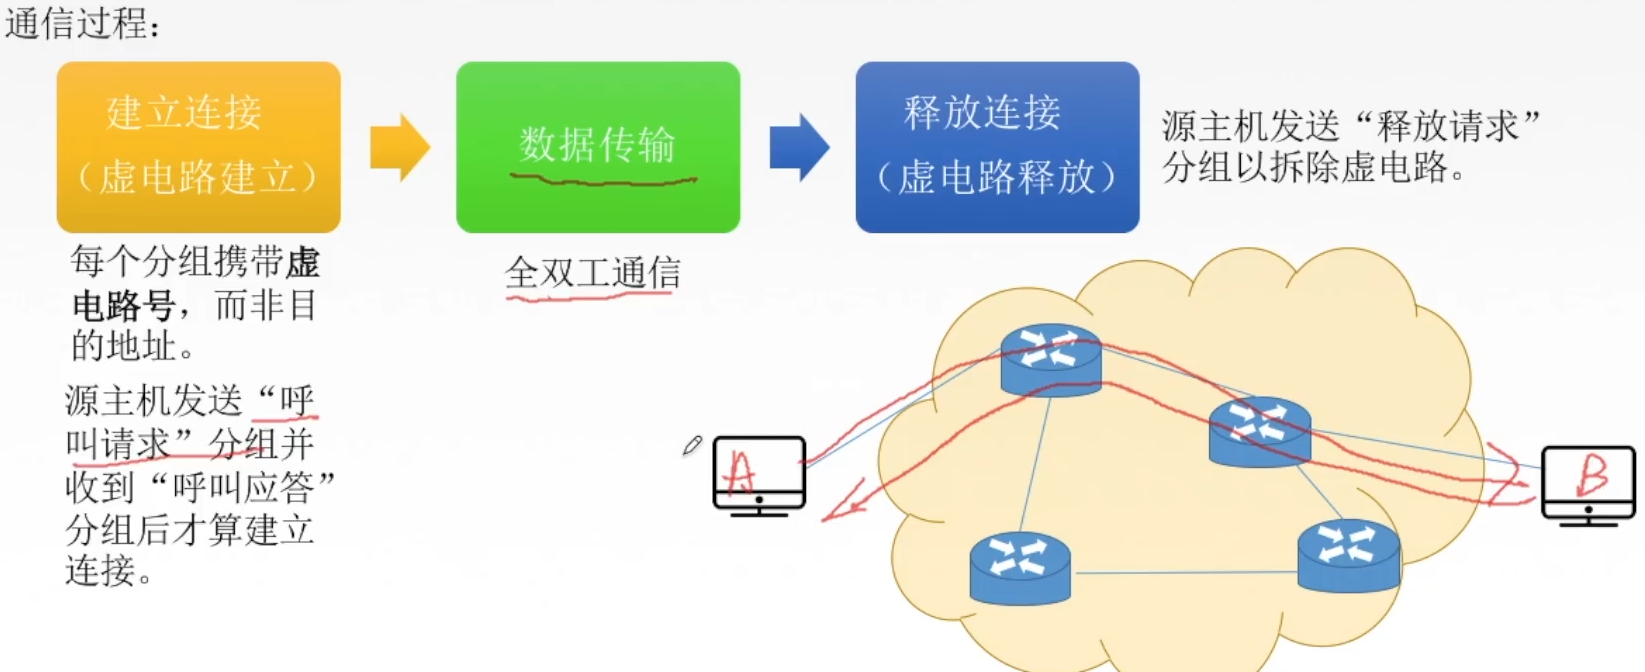 通信过程：
建立连接
（虚电路建立）
数据传输
释放连接
（虚电路释放）
源主机发送“释放请求”
分组以拆除虚电路。
每个分组携带虚
电路号，而非目
的地址。
全双工通信
源主机发送“呼
叫请求”分组并
收到“呼叫应答”
分组后才算建立
连接。
A
B